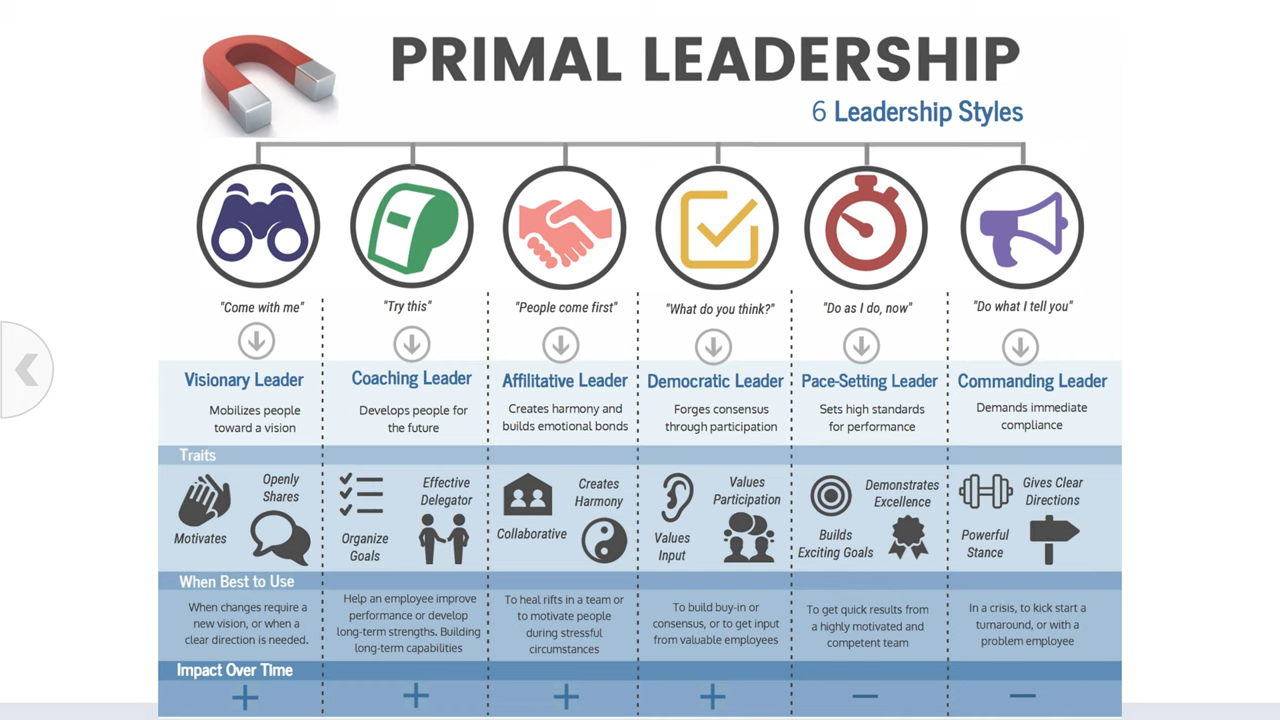 PRIMAL LEADERSHIP
6 Leadership Styles
"Come with me"
"Try this"
"People come first"
"What do you think?"
"Do as I do, now"
"Do what I tell you"
Visionary Leader
Mobilizes people
toward a vision
Coaching Leader
Develops people for
the future
Affilitative Leader
Creates harmony and
builds emotional bonds
Democratic Leader
Forges consensus
through participation
Pace-Setting Leader
Sets high standards
for performance
Commanding Leader
Demands immediate
compliance
Traits
Openly
Shares
Motivates
Effective
Delegator
Organize
Goals
Creates
Harmony
Collaborative
Values
Participation
Values
Input
Demonstrates
Excellence
Builds
Exciting Goals
Gives Clear
Directions
Powerful
Stance
When Best to Use
When changes require a
new vision, or when a
clear direction is needed.
Help an employee improve
performance or develop
long-term strengths. Building
long-term capabilities
To heal rifts in a team or
to motivate people
during stressful
circumstances
To build buy-in or
consensus, or to get input
from valuable employees
To get quick results from
a highly motivated and
competent team
In a crisis, to kick start a
turnaround, or with a
problem employee
Impact Over TIme
+ + + + − −